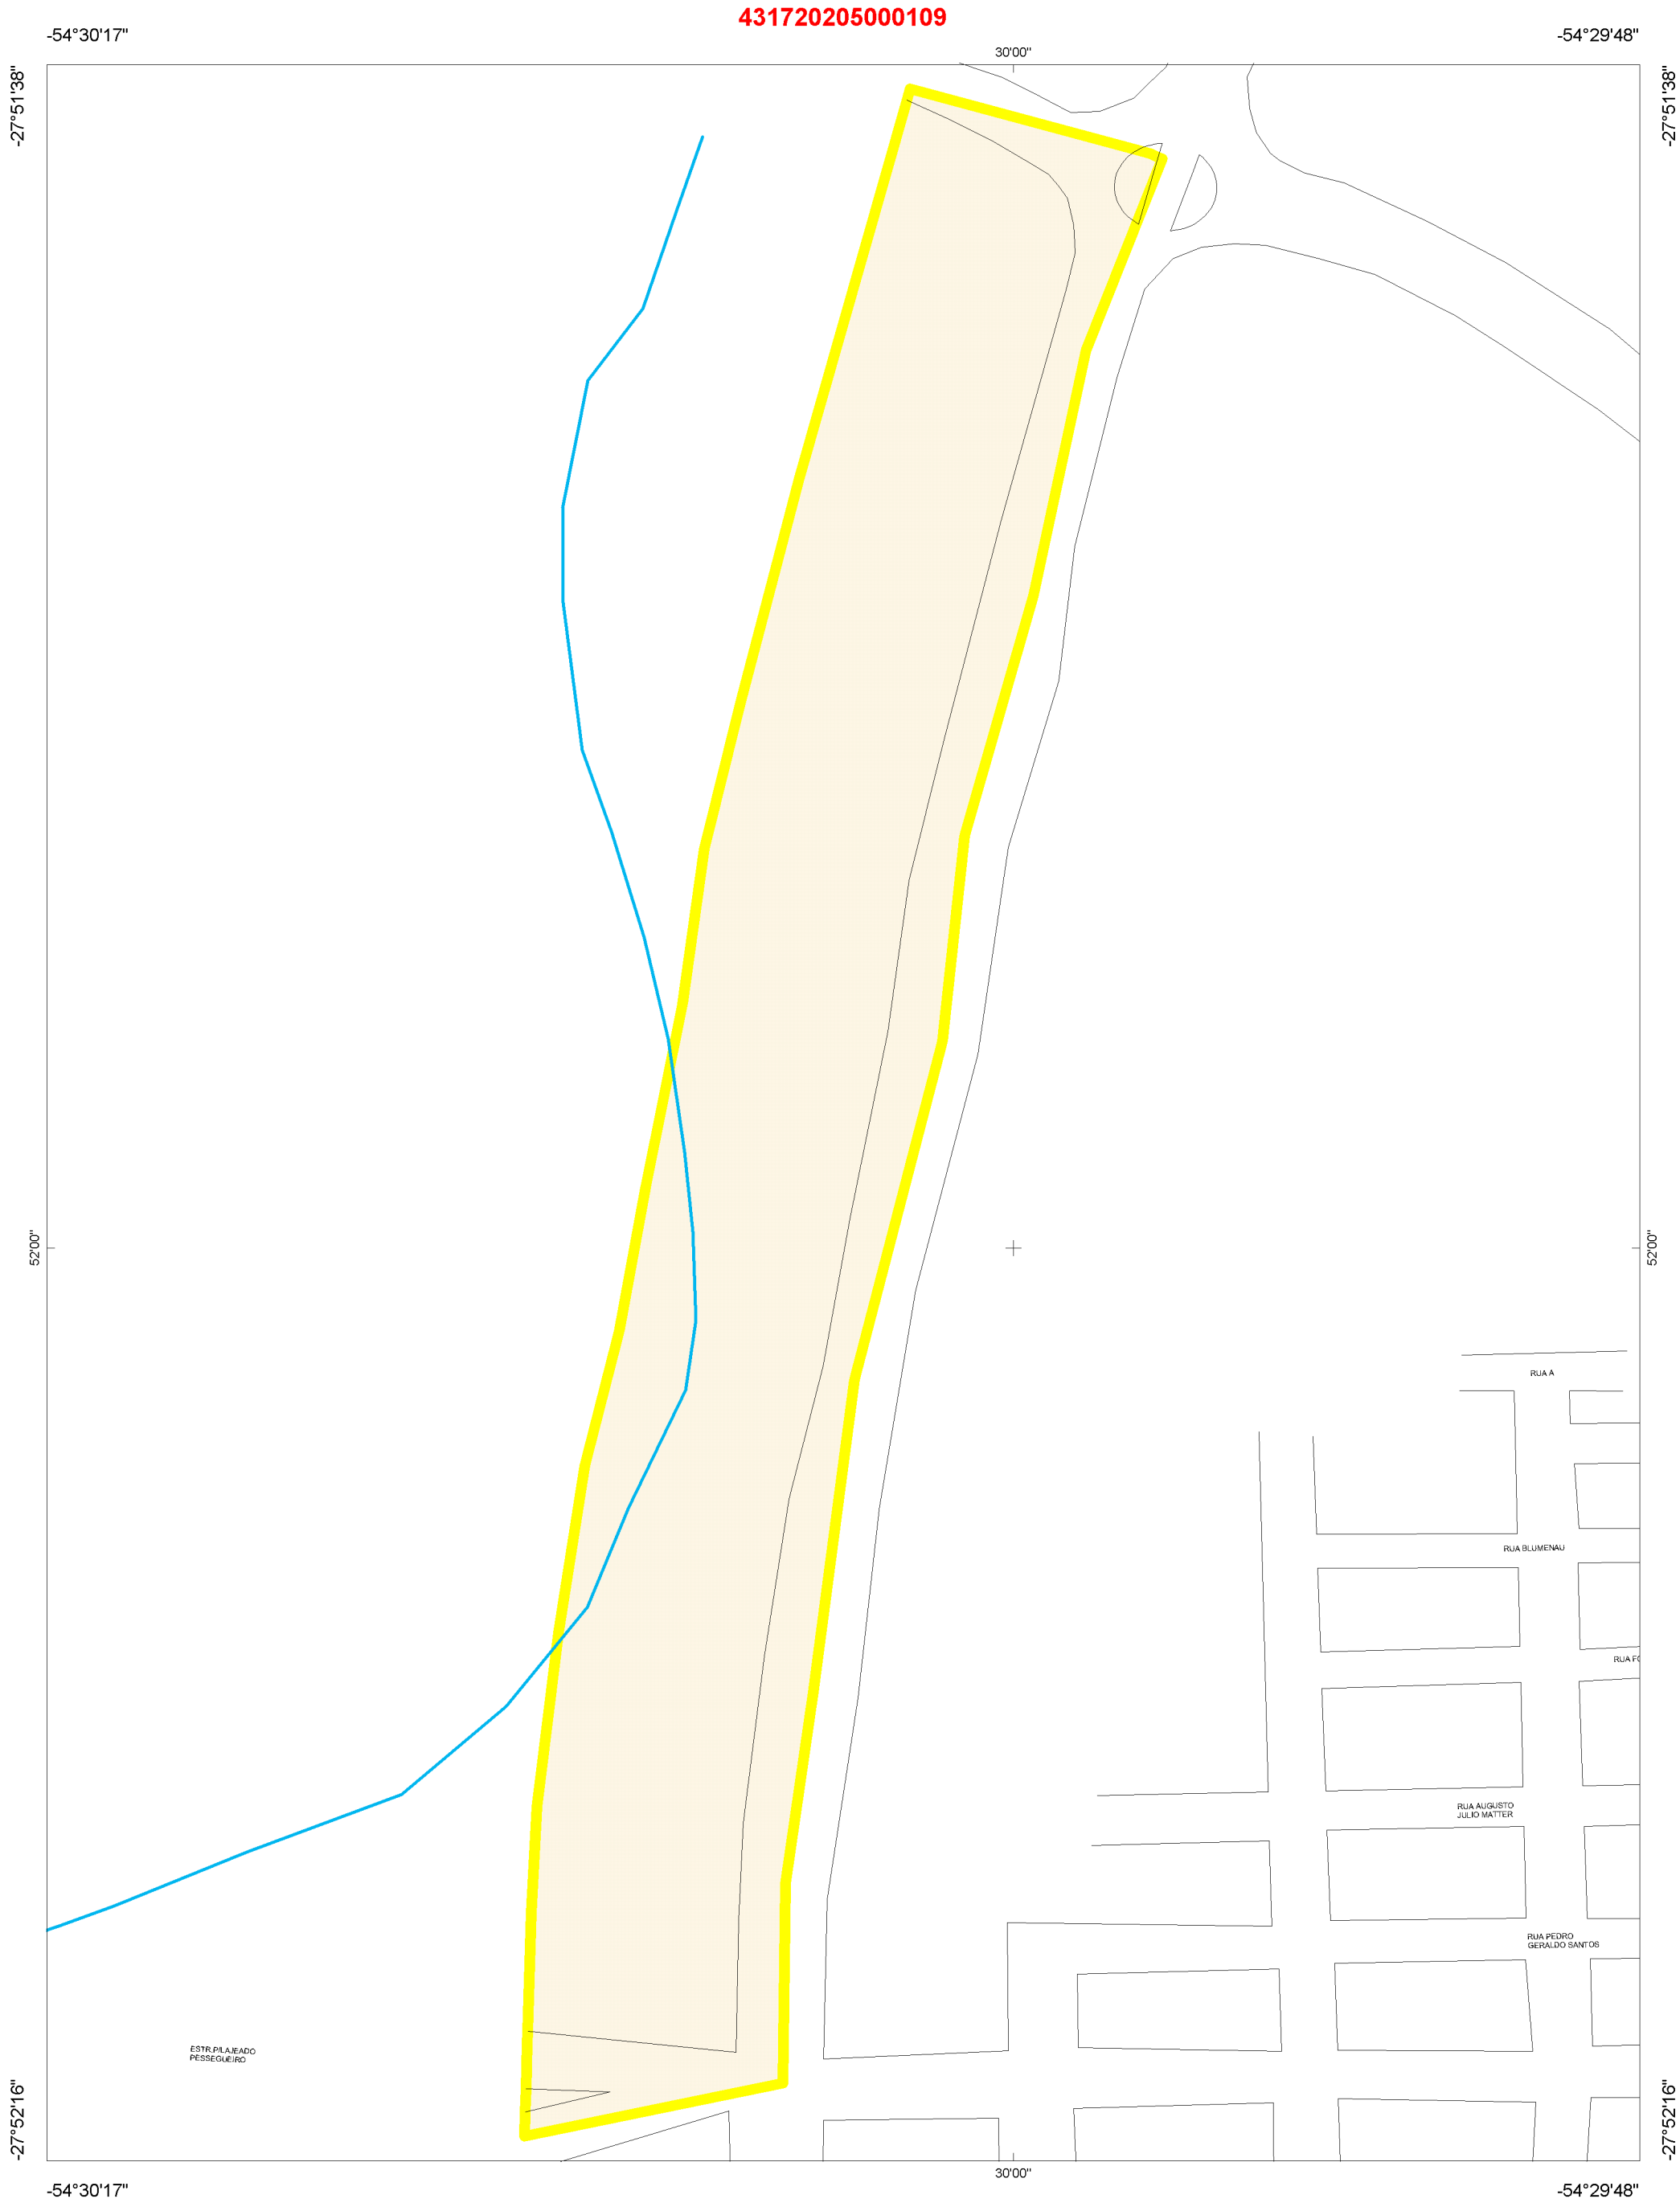 431720205000109
-54°30'17"
-54°29'48"
30'00"
-27°51'38"
-27°51'38"
52'00"
52'00"
RUA A
RUA BLUMENAU
RUA FO
RUA AUGUSTO
JULIO MATTER
RUA PEDRO
GERALDO SANTOS
ESTR.P/LAJEADO
PESSEGUEIRO
-27°52'16"
-27°52'16"
30'00"
-54°30'17"
-54°29'48"